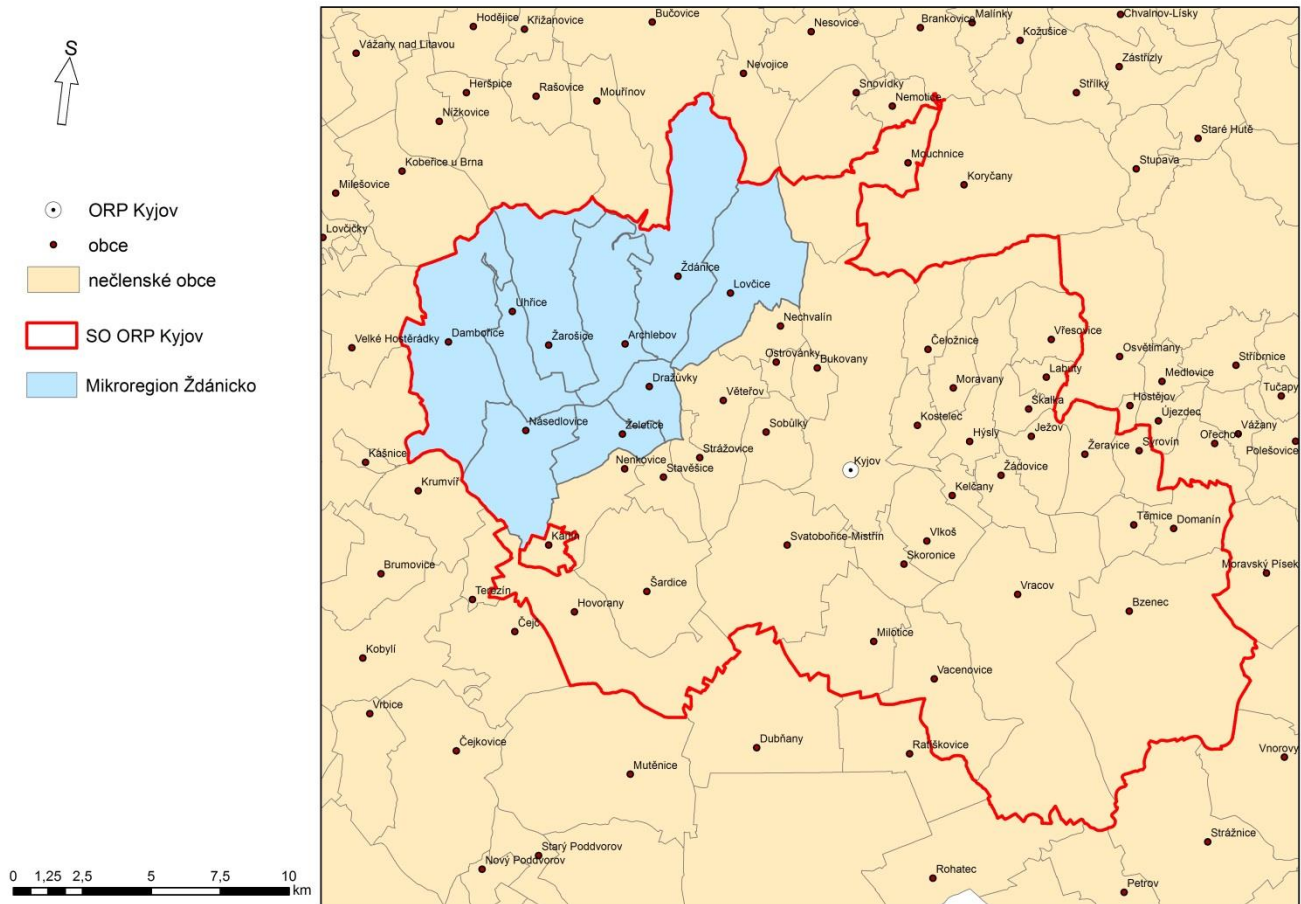 S
ORP Kyjov
obce
nečlenské obce
SO ORP Kyjov
Mikroregion Ždánicko
0 1,25 2,5 5 7,5 10
km
Hodějice
Křižanovice
Bučovice
Nesovice
Brankovice
Malínky
Chvalnov-Lísky
Kožušice
Vážany nad Litavou
Nevojice
Zástřizly
Heršpice
Rašovice
Mouřínov
Snovídky
Nemotice
Střílky
Nížkovice
Staré Hutě
Kobeřice u Brna
Mouchnice
Stupava
Milešovice
Koryčany
Lovčičky
Ždánice
Lovčice
Uhřice
Nechvalín
Velké Hostěrádky
Dambořice
Žarošice
Archlebov
Čeložnice
Vřesovice
Osvětimany
Ostrovánky
Bukovany
Stříbrnice
Dražůvky
Moravany
Labuty
Medlovice
Tučapy
Věteřov
Skalka
Hostějov
Násedlovice
Želetice
Sobůlky
Kostelec
Hýsly
Ježov
Újezdec
Ořechov
Vážany
Strážovice
Žeravice
Syrovín
Polešovice
Kašnice
Nenkovice
Stavěšice
Kyjov
Žádovice
Krumvíř
Kelčany
Těmice
Domanín
Karlín
Svatobořice-Mistřín
Vlkoš
Skoronice
Brumovice
Moravský Písek
Terezín
Šardice
Vracov
Hovorany
Bzenec
Čejč
Milotice
Kobylí
Vacenovice
Vrbice
Čejkovice
Dubňany
Ratíškovice
Vnorovy
Mutěnice
Strážnice
Starý Poddvorov
Nový Poddvorov
Rohatec
Petrov